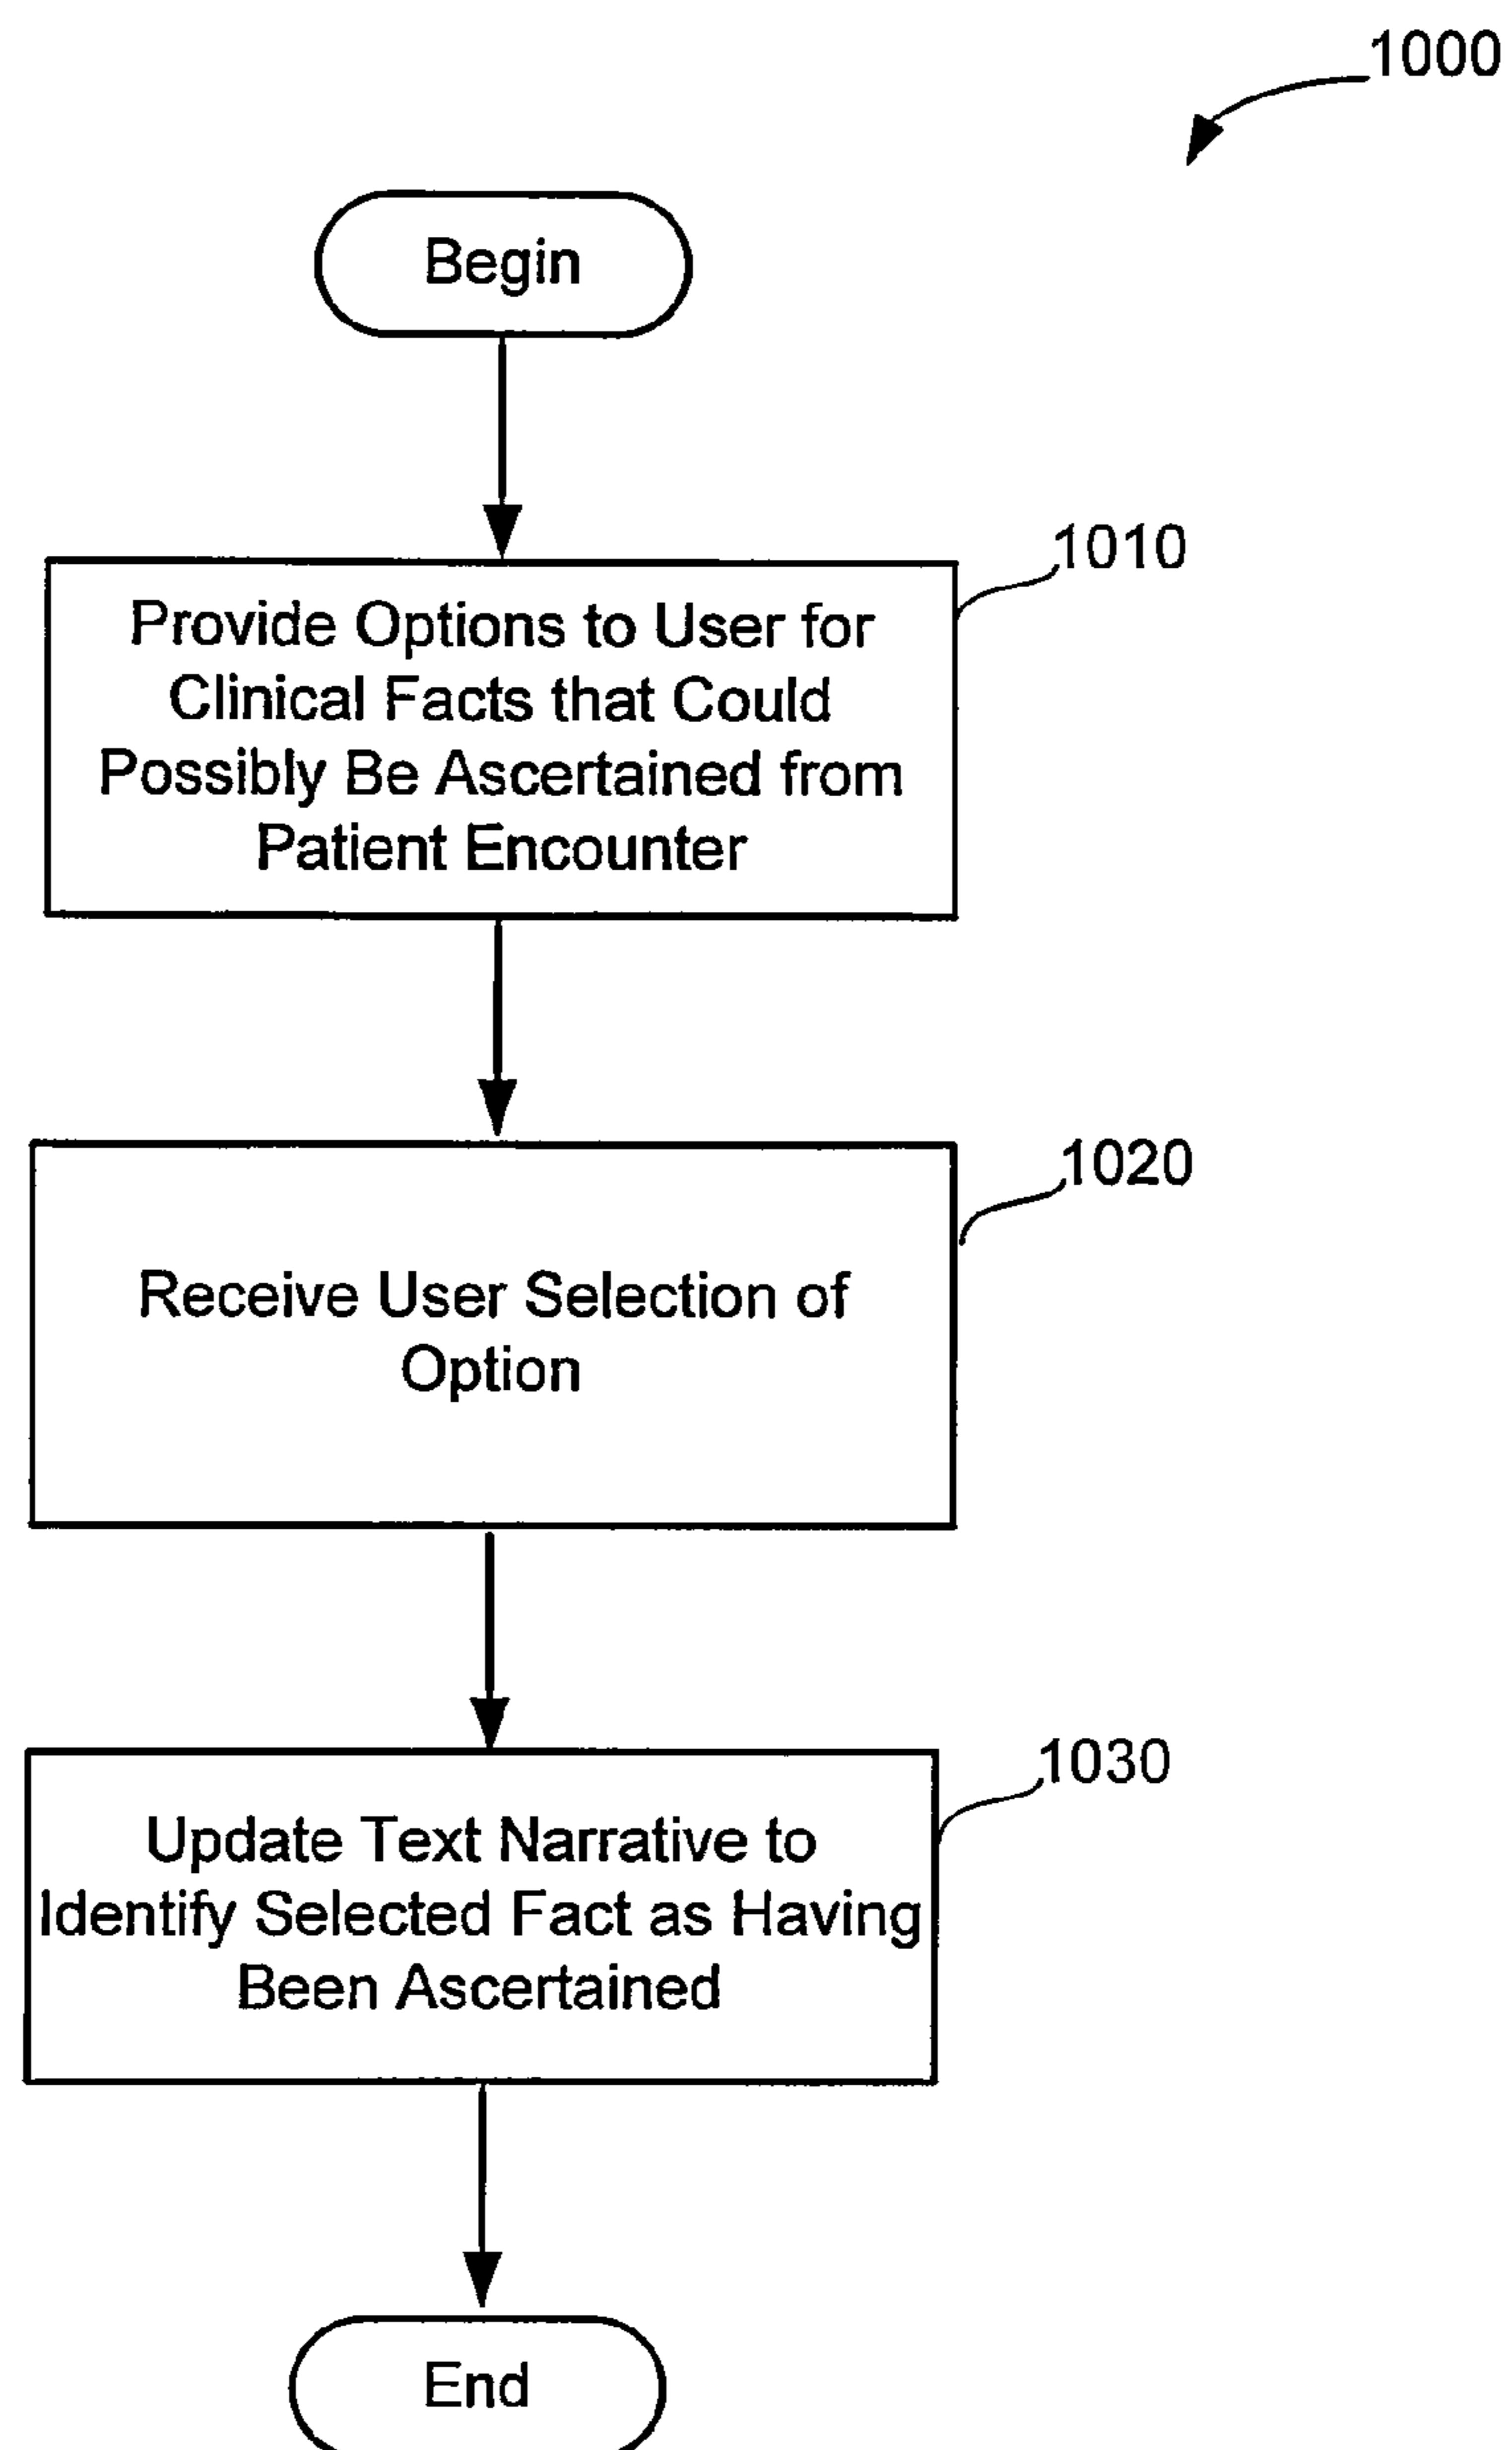 1000
Begin
1010
Provide Options to User for
Clinical Facts that Could
Possibly Be Ascertained from
Patient Encounter
1020
Receive User Selection of
Option
1030
Update Text Narrative to
Identify Selected Fact as Having
Been Ascertained
End